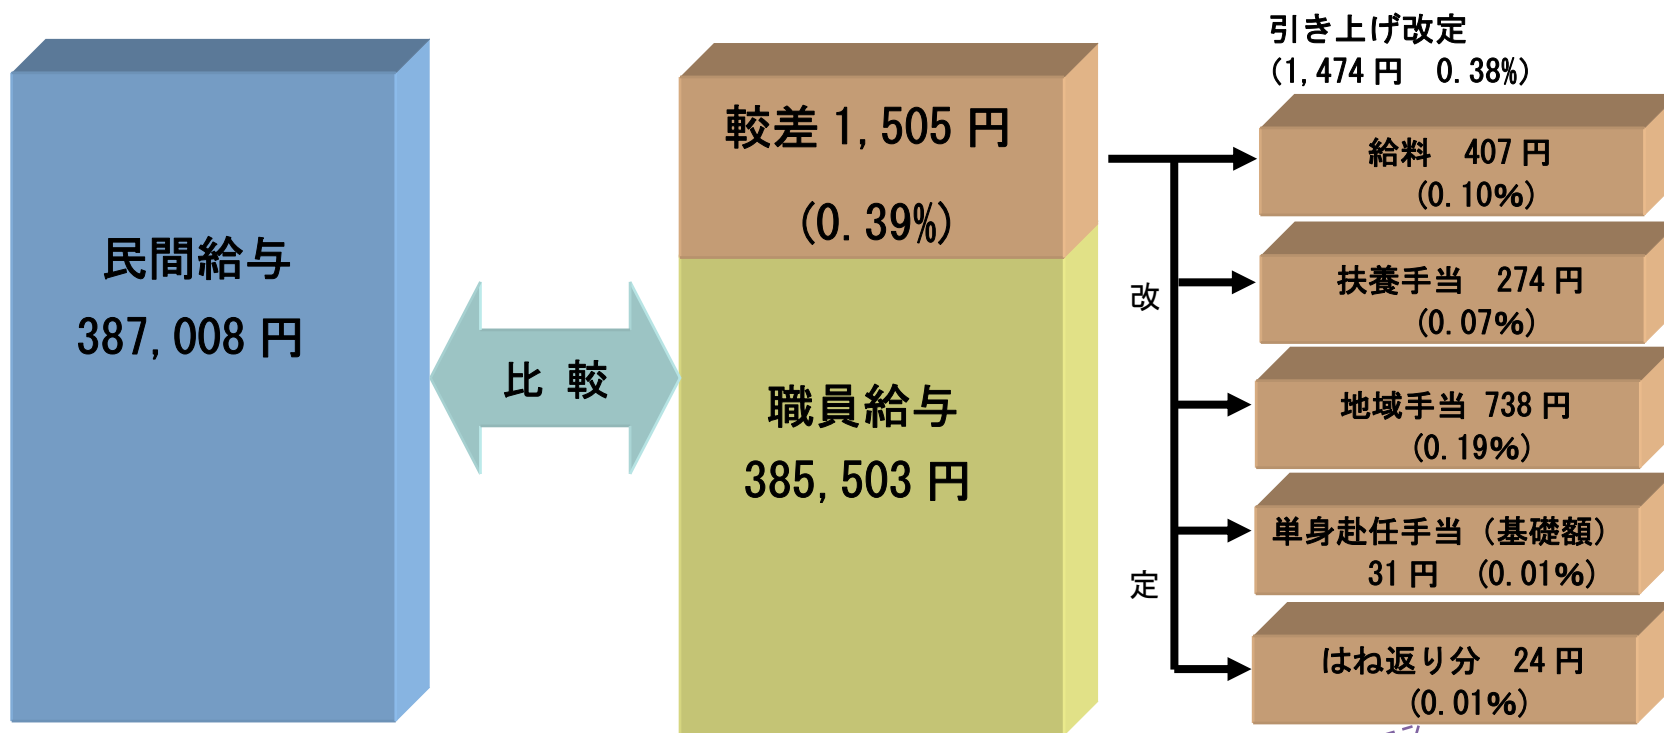 民間給与
387,008 円
比 較
較差 1,505 円
(0.39%)
職員給与
385,503 円
改
定
引き上げ改定
(1,474 円 0.38%)
給料 407 円
(0.10%)
扶養手当 274 円
(0.07%)
地域手当 738 円
(0.19%)
単身赴任手当（基礎額）
31 円 (0.01%)
はね返り分 24 円
(0.01%)